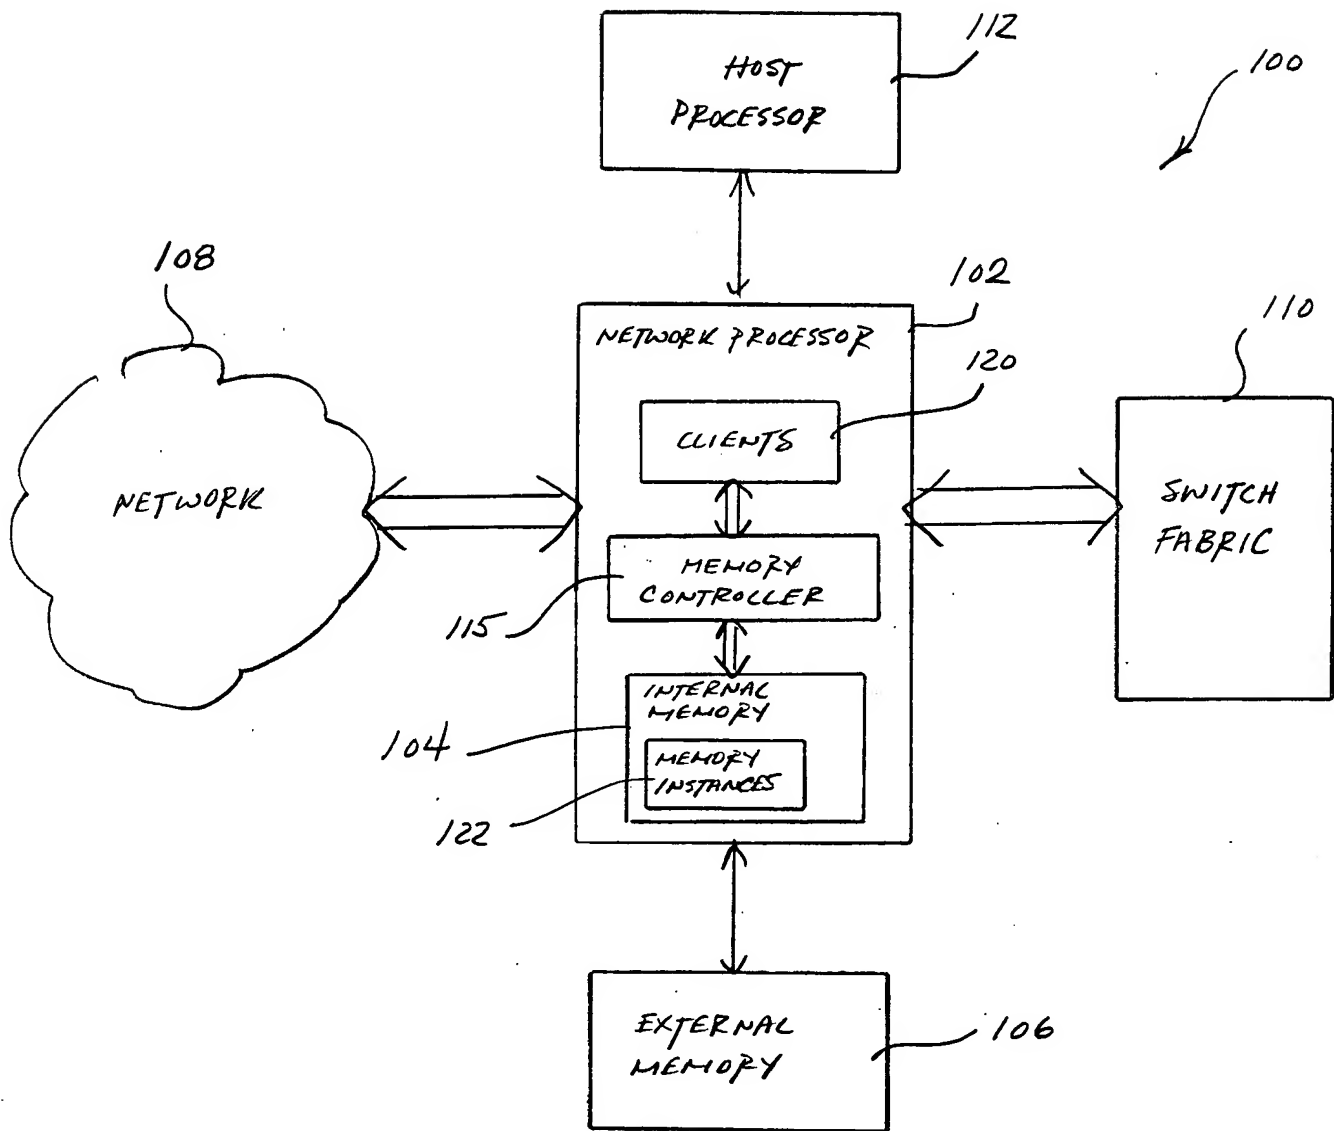 112
HOST
PROCESSOR
100
108
102
110
NETWORK PROCESSOR
120
CLIENTS
NETWORK
SWITCH
FABRIC
MEMORY
CONTROLLER
115
INTERNAL
MEMORY
104
MEMORY
INSTANCES
122
EXTERNAL
MEMORY
106